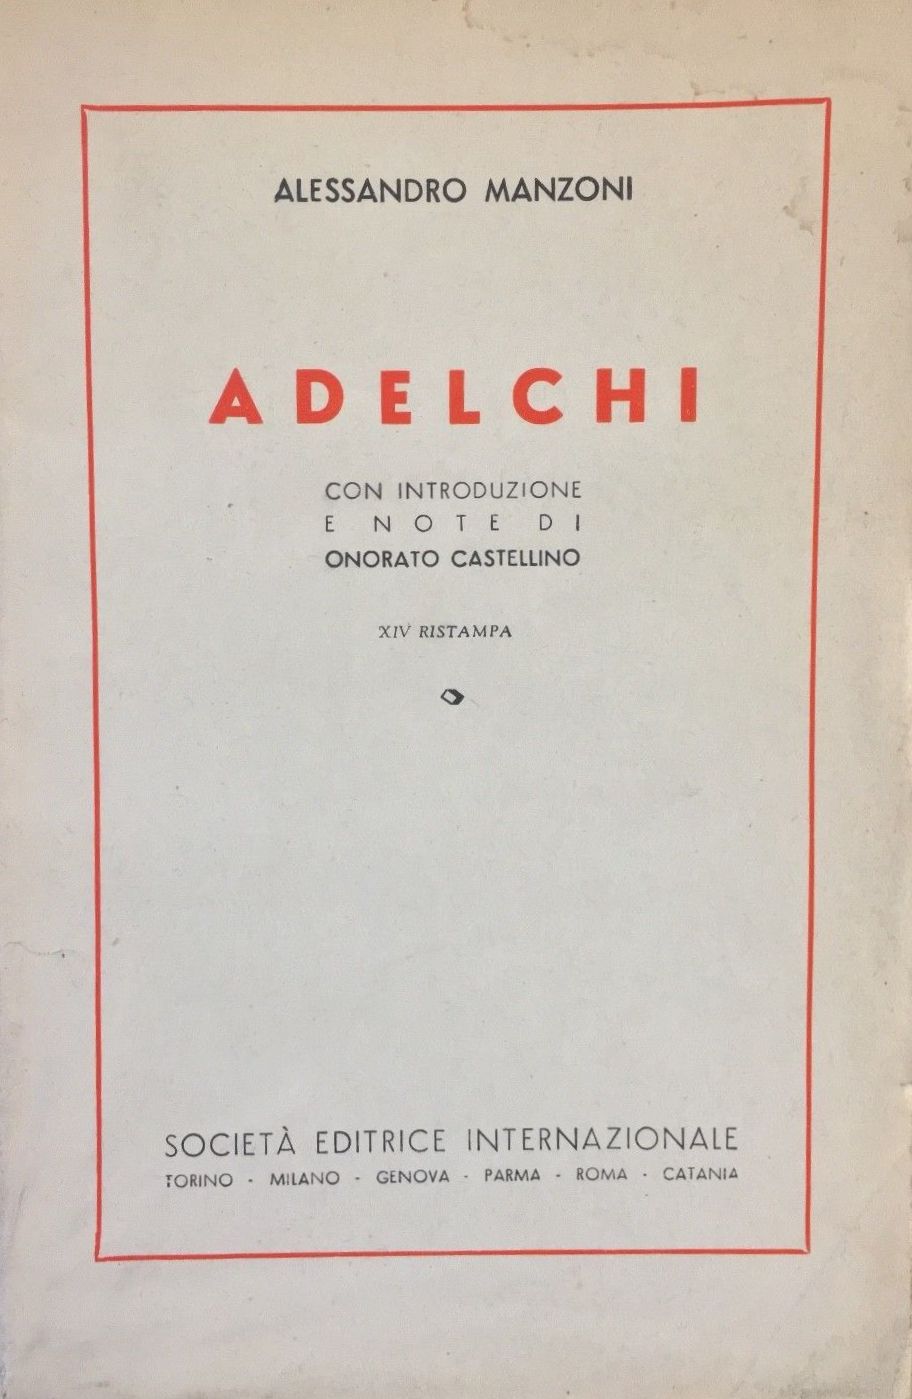 ALESSANDRO MANZONI
ADELCHI
CON INTRODUZIONE
E NOTE DI
ONORATO CASTELLINO
XIV RISTAMPA
SOCIETÀ EDITRICE INTERNAZIONALE
TORINO - MILANO - GENOVA - PARMA - ROMA - CATANIA